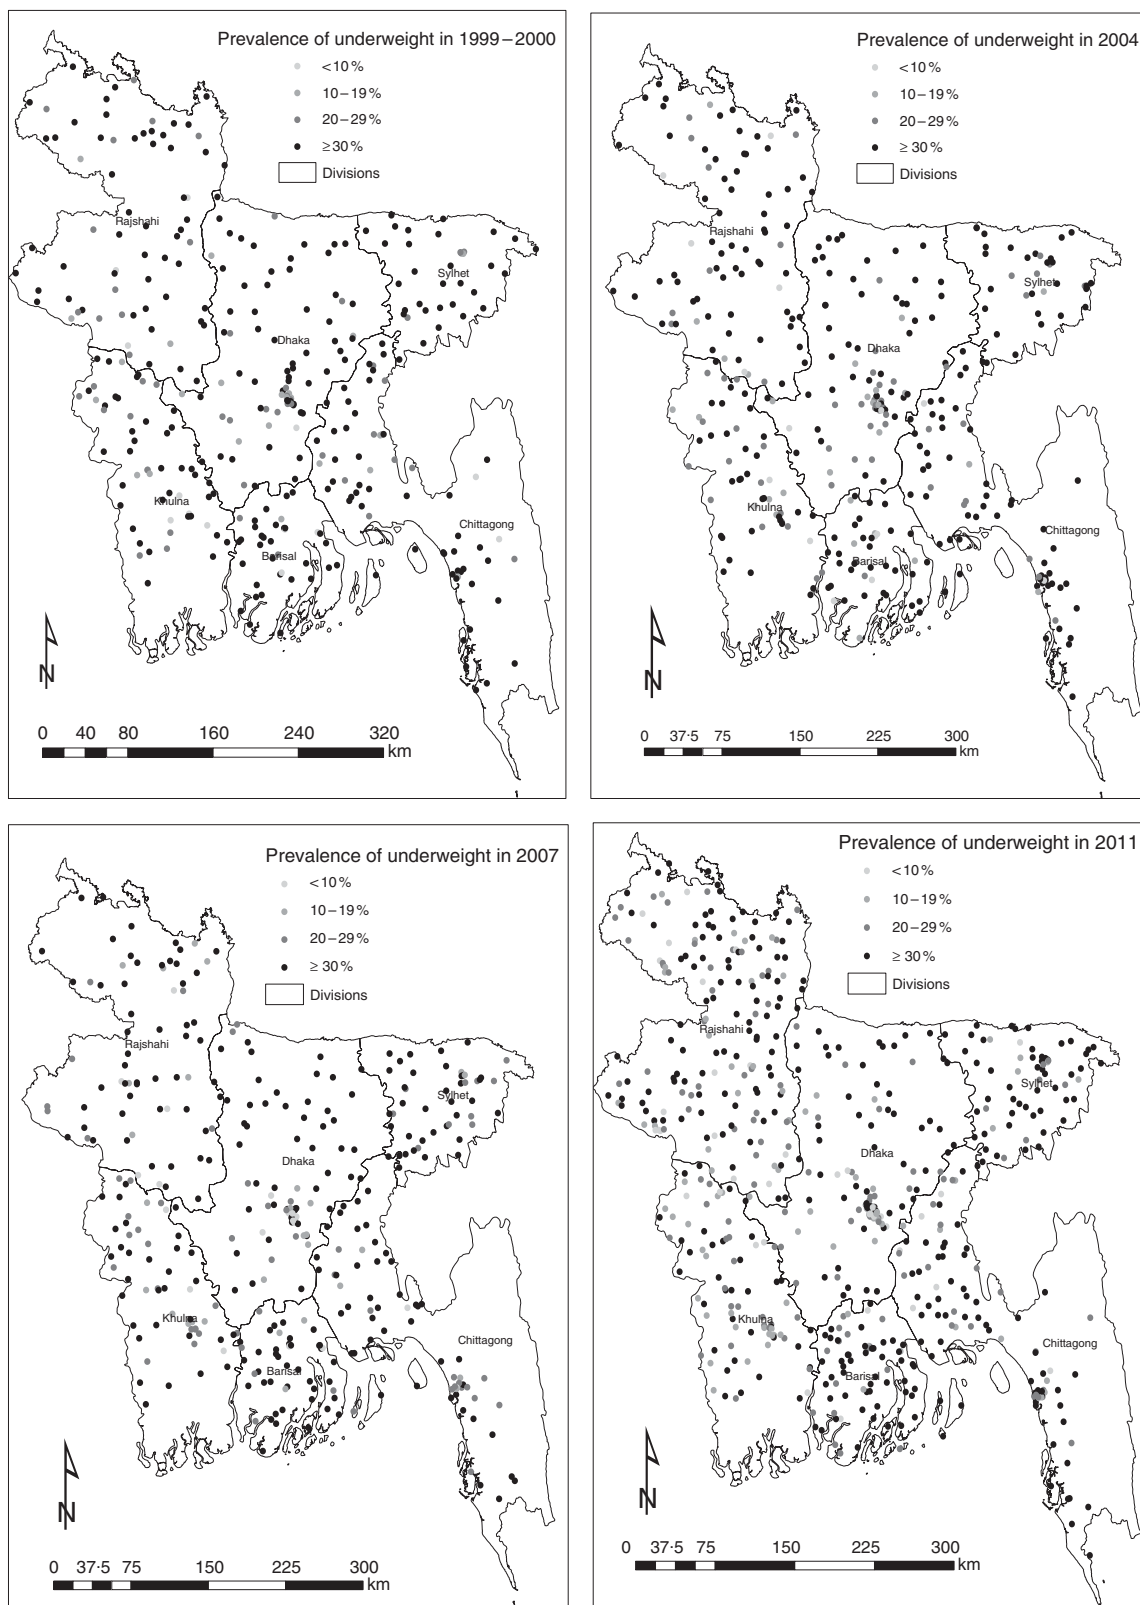 Prevalence of underweight in 1999–2000
<10 %
10–19 %
20–29 %
≥30 %
Divisions
Rajshahi
Sylhet
Dhaka
Khulna
Chittagong
Barisal
N
0 40 80 160 240 320
km
Prevalence of underweight in 2004
<10 %
10–19 %
20–29 %
≥ 30 %
Divisions
Rajshahi
Sylhet
Dhaka
Khulna
Chittagong
Barisal
N
0 37·5 75 150 225 300
km
Prevalence of underweight in 2007
<10 %
10–19 %
20–29 %
≥ 30 %
Divisions
Rajshahi
Sylhet
Dhaka
Khulna
Chittagong
Barisal
N
0 37·5 75 150 225 300
km
Prevalence of underweight in 2011
<10 %
10–19 %
20–29 %
≥ 30 %
Divisions
Rajshahi
Sylhet
Dhaka
Khulna
Chittagong
Barisal
N
0 37·5 75 150 225 300
km